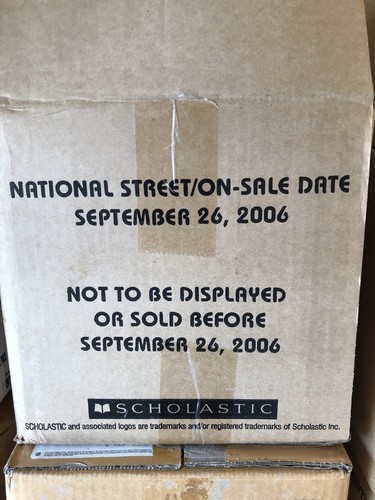 NATIONAL STREET/ON-SALE DATE
SEPTEMBER 26, 2006
NOT TO BE DISPLAYED
OR SOLD BEFORE
SEPTEMBER 26, 2006
SCHOLASTIC
SCHOLASTIC and associated logos are trademarks and/or registered trademarks of Scholastic Inc.